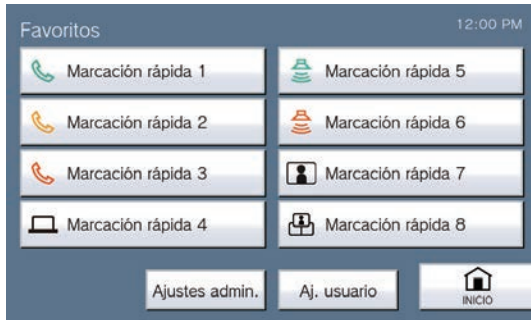 Favoritos
12:00 PM
Marcación rápida 1
Marcación rápida 5
Marcación rápida 2
Marcación rápida 6
Marcación rápida 3
Marcación rápida 7
Marcación rápida 4
Marcación rápida 8
Ajustes admin.
Aj. usuario
INICIO